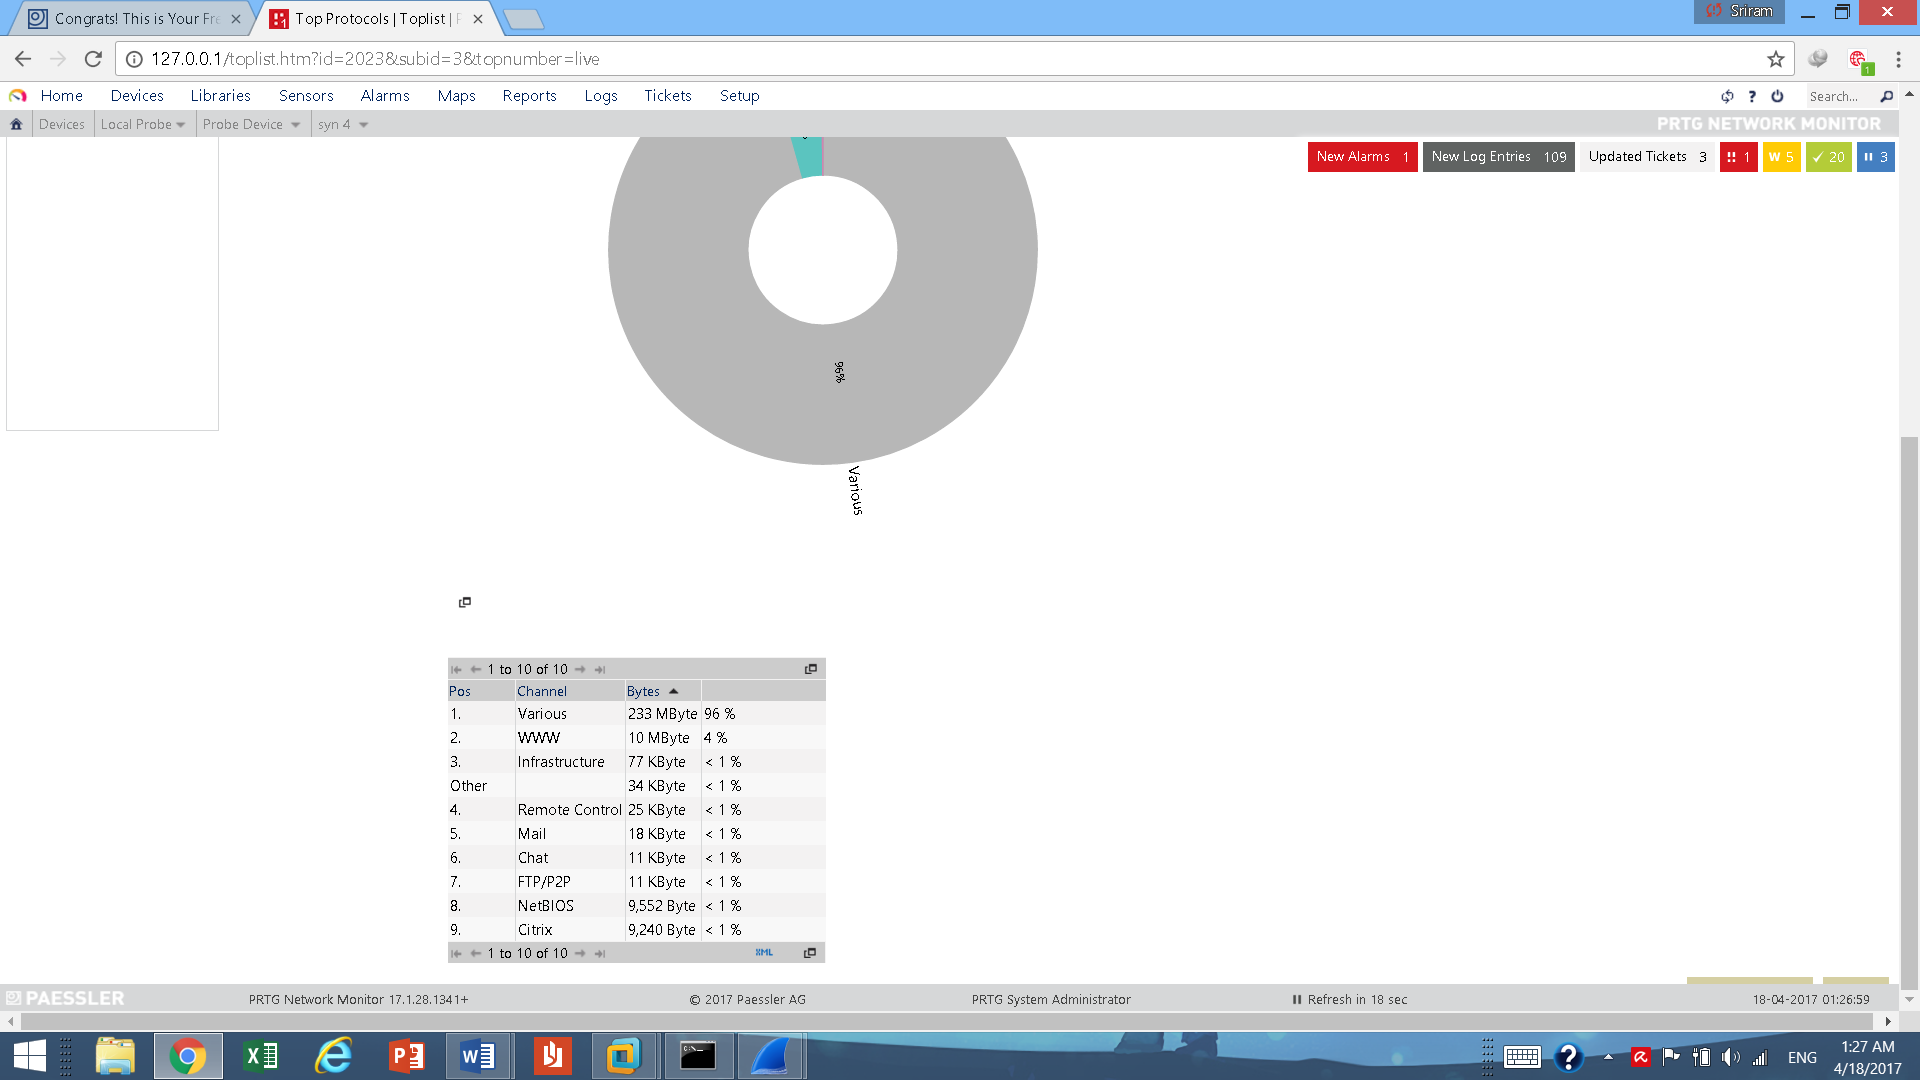 Congrats! This is Your Fre
Top Protocols | Toplist | P
Sriram
127.0.0.1/toplist.htm?id=2023&subid=3&topnumber=live
1
Home Devices Libraries Sensors Alarms Maps Reports Logs Tickets Setup
? Search...
Devices Local Probe Probe Device syn 4
PRTG NETWORK MONITOR
New Alarms 1 New Log Entries 109 Updated Tickets 3 !! 1 W 5 20 3
96%
Various
1 to 10 of 10
Pos Channel Bytes
1. Various 233 MByte 96 %
2. WWW 10 MByte 4 %
3. Infrastructure 77 KByte < 1 %
Other 34 KByte < 1 %
4. Remote Control 25 KByte < 1 %
5. Mail 18 KByte < 1 %
6. Chat 11 KByte < 1 %
7. FTP/P2P 11 KByte < 1 %
8. NetBIOS 9,552 Byte < 1 %
9. Citrix 9,240 Byte < 1 %
1 to 10 of 10 XML
PAESSLER PRTG Network Monitor 17.1.28.1341+ © 2017 Paessler AG PRTG System Administrator Refresh in 18 sec 18-04-2017 01:26:59
ENG
1:27 AM
4/18/2017